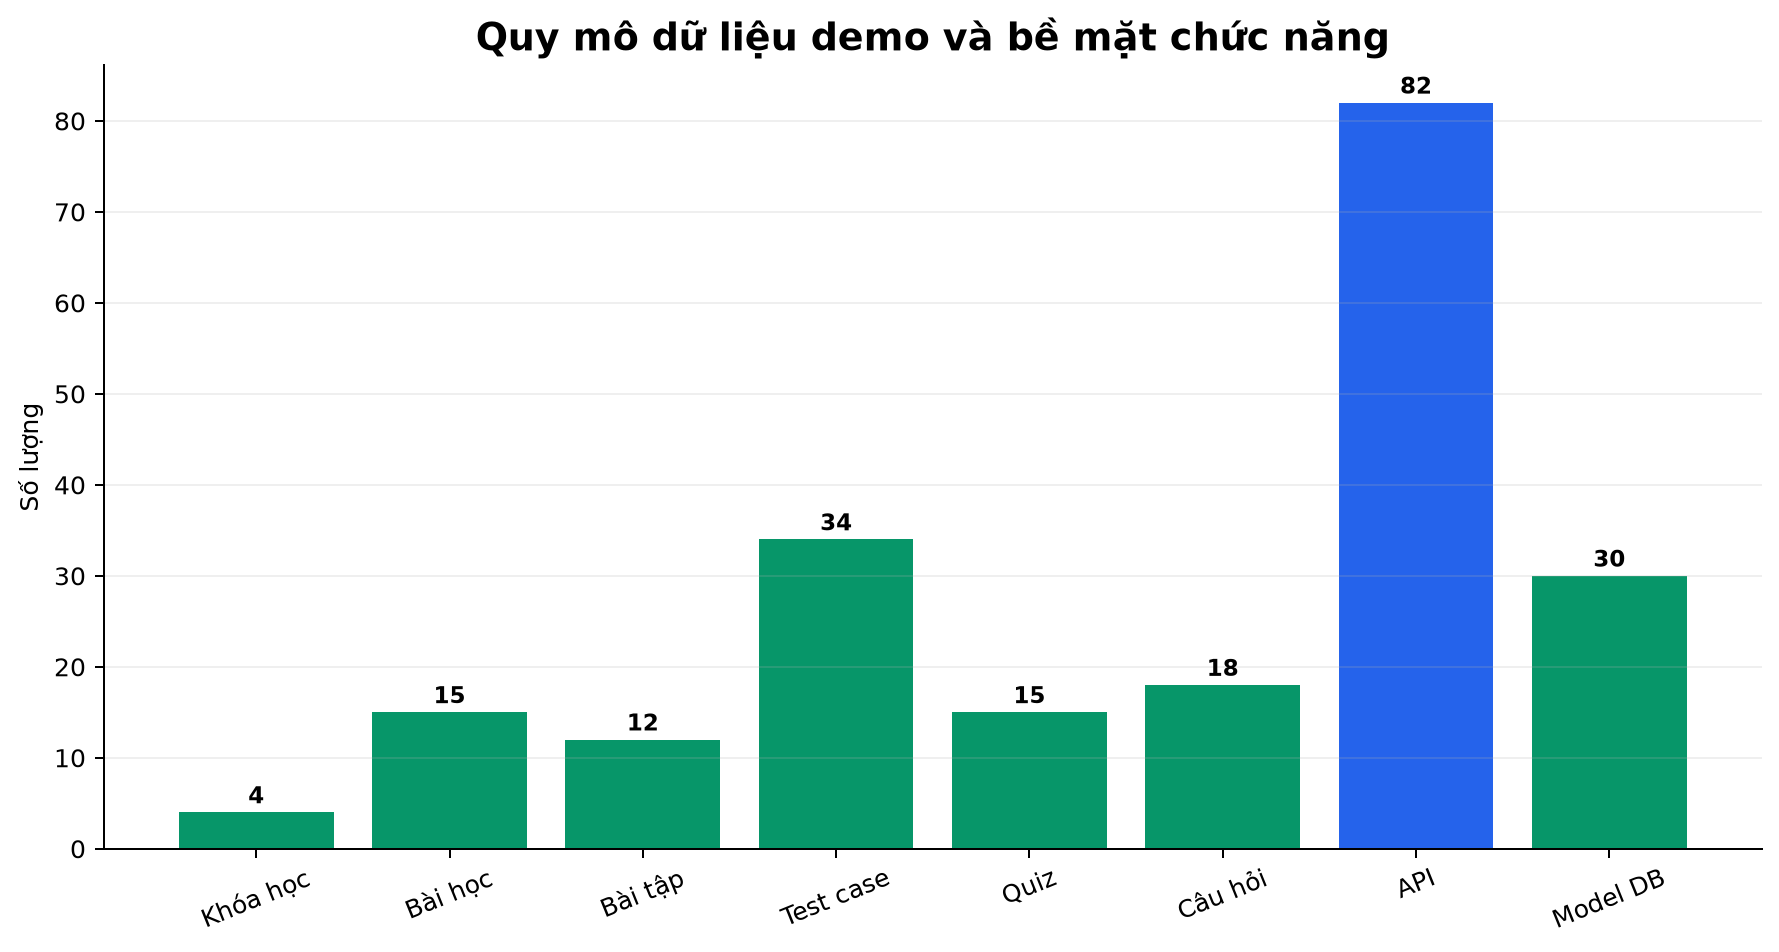 Quy mô dữ liệu demo và bề mặt chức năng
Số lượng
80
70
60
50
40
30
20
10
0
4
15
12
34
15
18
82
30
Khóa học
Bài học
Bài tập
Test case
Quiz
Câu hỏi
API
Model DB